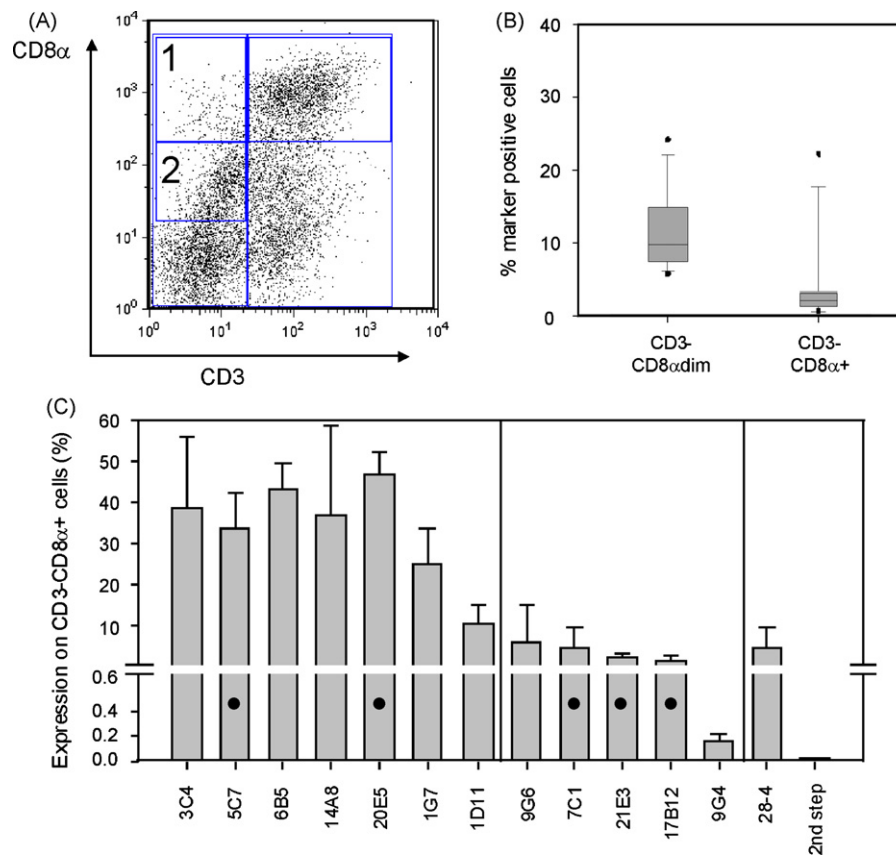 (A)
CD8α
10⁴
10³
10²
10¹
10⁰
1
2
10⁰ 10¹ 10² 10³ 10⁴
CD3
(B)
% marker positive cells
40
30
20
10
0
CD3- CD3-
CD8αdim CD8α+
(C)
Expression on CD3-CD8α+ cells (%)
60
50
40
30
20
10
0.6
0.4
0.2
0.0
3C4
5C7
6B5
14A8
20E5
1G7
1D11
9G6
7C1
21E3
17B12
9G4
28-4
2nd step